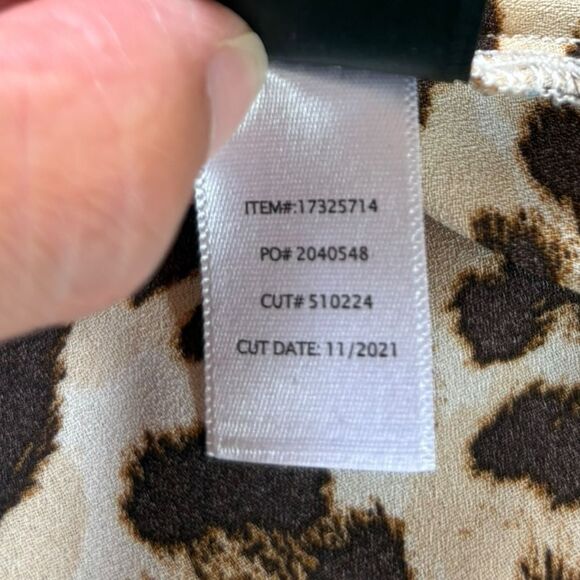 ITEM#:17325714
PO# 2040548
CUT# 510224
CUT DATE: 11/2021